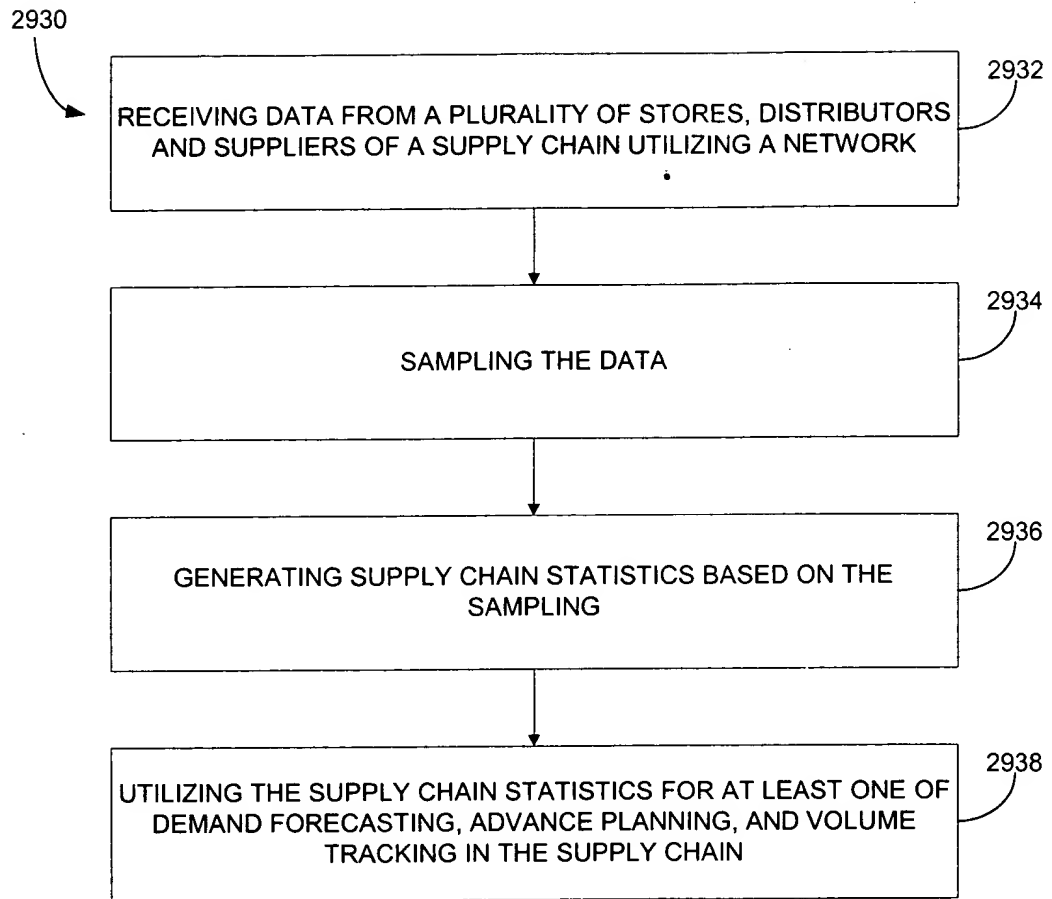 2930
2932
RECEIVING DATA FROM A PLURALITY OF STORES, DISTRIBUTORS
AND SUPPLIERS OF A SUPPLY CHAIN UTILIZING A NETWORK
2934
SAMPLING THE DATA
2936
GENERATING SUPPLY CHAIN STATISTICS BASED ON THE
SAMPLING
2938
UTILIZING THE SUPPLY CHAIN STATISTICS FOR AT LEAST ONE OF
DEMAND FORECASTING, ADVANCE PLANNING, AND VOLUME
TRACKING IN THE SUPPLY CHAIN